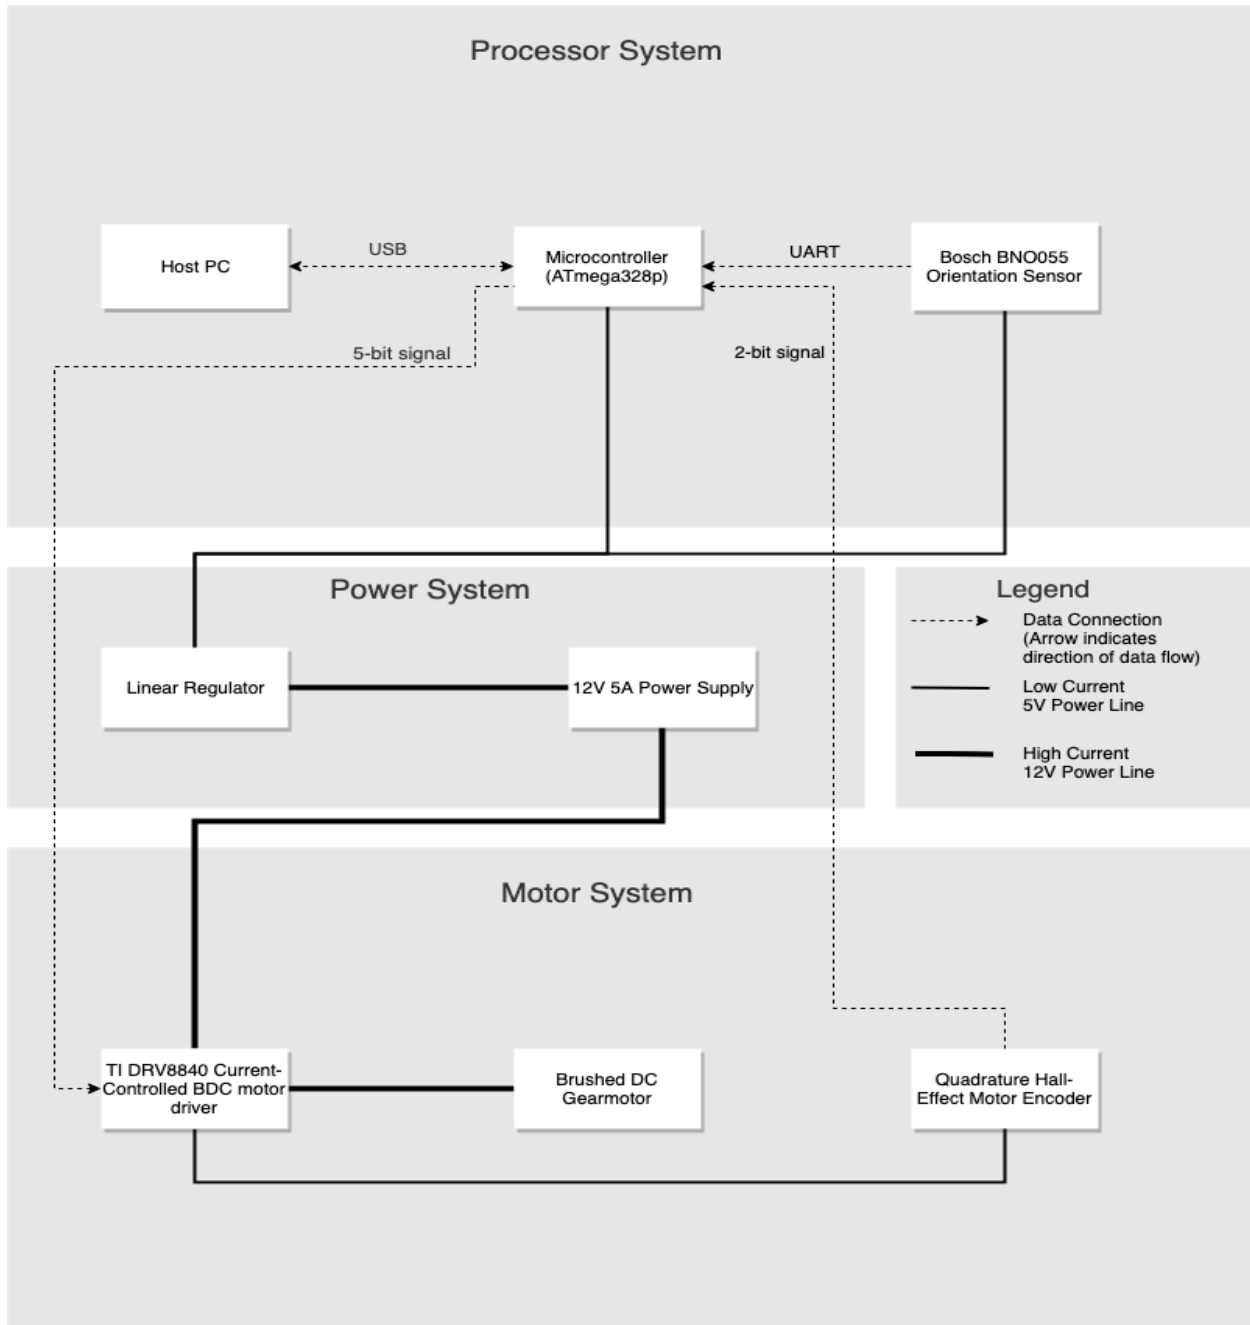 Processor System
Host PC
USB
Microcontroller
(ATmega328p)
UART
Bosch BNO055
Orientation Sensor
5-bit signal
2-bit signal
Power System
Linear Regulator
12V 5A Power Supply
Legend
Data Connection
(Arrow indicates
direction of data flow)
Low Current
5V Power Line
High Current
12V Power Line
Motor System
TI DRV8840 Current-
Controlled BDC motor
driver
Brushed DC
Gearmotor
Quadrature Hall-
Effect Motor Encoder